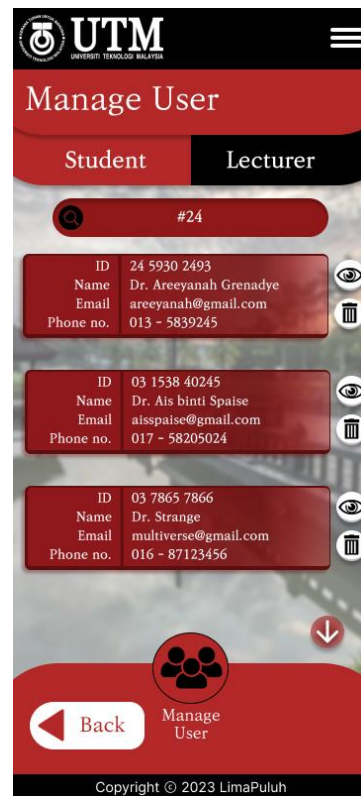 UTM
UNIVERSITI TEKNOLOGI MALAYSIA
Manage User
Student Lecturer
#24
ID 24 5930 2493
Name Dr. Areeyanah Grenadye
Email areeyanah@gmail.com
Phone no. 013 - 5839245
ID 03 1538 40245
Name Dr. Ais binti Spaise
Email aisspaise@gmail.com
Phone no. 017 - 58205024
ID 03 7865 7866
Name Dr. Strange
Email multiverse@gmail.com
Phone no. 016 - 87123456
Back
Manage
User
Copyright © 2023 LimaPuluh